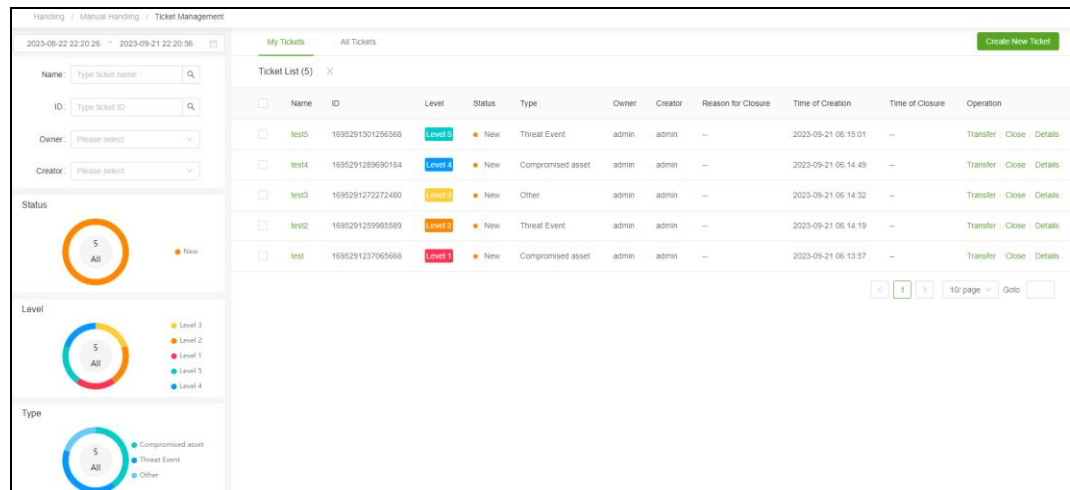 Handling / Manual Handling / Ticket Management
2023-08-22 22:20:26 ~ 2023-09-21 22:20:36
Name: Type ticket name
ID: Type ticket ID
Owner: Please select
Creator: Please select
Status
5
All
New
Level
5
All
Level 3
Level 2
Level 1
Level 5
Level 4
Type
5
All
Compromised asset
Threat Event
Other
My Tickets All Tickets Create New Ticket
Ticket List (5) ×
Name ID Level Status Type Owner Creator Reason for Closure Time of Creation Time of Closure Operation
test5 1695291301256568 Level 5 New Threat Event admin admin -- 2023-09-21 06:15:01 -- Transfer Close Details
test4 1695291289690184 Level 4 New Compromised asset admin admin -- 2023-09-21 06:14:49 -- Transfer Close Details
test3 1695291272272480 Level 3 New Other admin admin -- 2023-09-21 06:14:32 -- Transfer Close Details
test2 1695291259985589 Level 2 New Threat Event admin admin -- 2023-09-21 06:14:19 -- Transfer Close Details
test 1695291237065668 Level 1 New Compromised asset admin admin -- 2023-09-21 06:13:57 -- Transfer Close Details
< 1 > 10/ page Goto